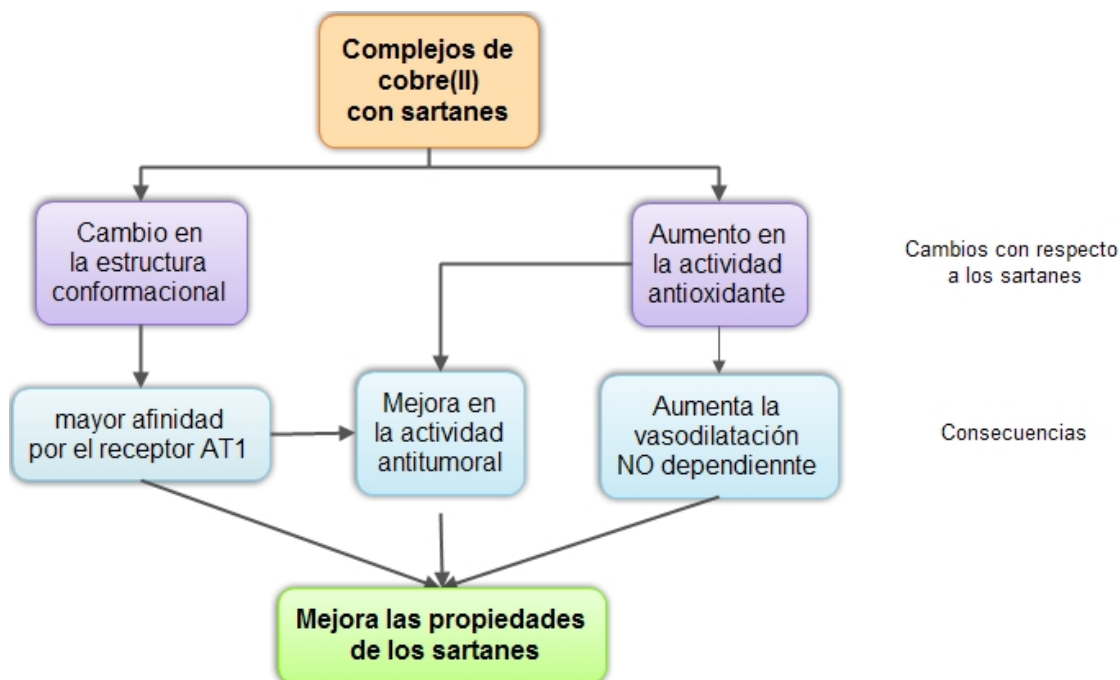 Complejos de
cobre(II)
con sartanes
Cambio en
la estructura
conformacional
Aumento en
la actividad
antioxidante
Cambios con respecto
a los sartanes
mayor afinidad
por el receptor AT1
Mejora en
la actividad
antitumoral
Aumenta la
vasodilatación
NO dependiennte
Consecuencias
Mejora las propiedades
de los sartanes